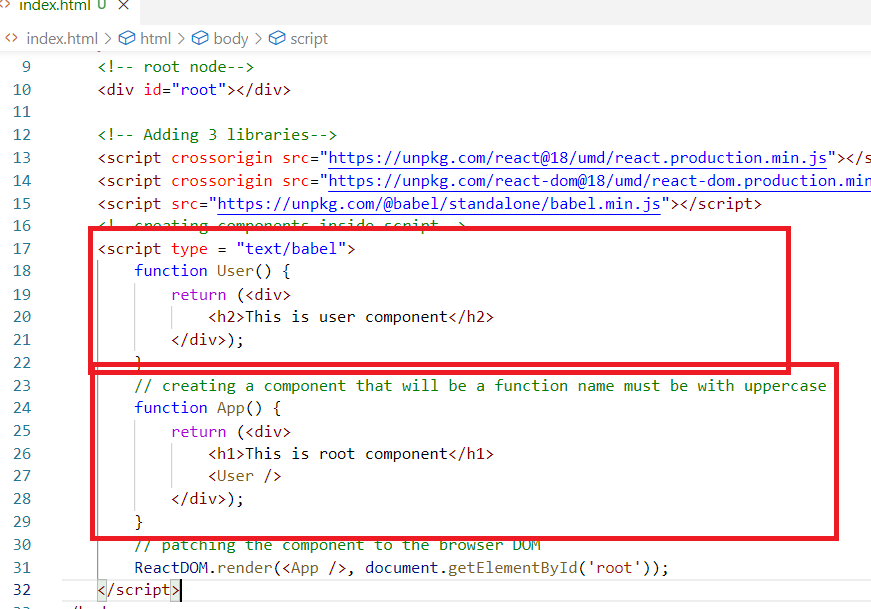 <> index.html U ×
<> index.html > html > body > script
9 <!-- root node-->
10 <div id="root"></div>
11
12 <!-- Adding 3 libraries-->
13 <script crossorigin src="https://unpkg.com/react@18/umd/react.production.min.js"></s
14 <script crossorigin src="https://unpkg.com/react-dom@18/umd/react-dom.production.min
15 <script src="https://unpkg.com/@babel/standalone/babel.min.js"></script>
16 <!-- creating components inside script -->
17 <script type = "text/babel">
18 function User() {
19 return (<div>
20 <h2>This is user component</h2>
21 </div>);
22 }
23 // creating a component that will be a function name must be with uppercase
24 function App() {
25 return (<div>
26 <h1>This is root component</h1>
27 <User />
28 </div>);
29 }
30 // patching the component to the browser DOM
31 ReactDOM.render(<App />, document.getElementById('root'));
32 </script>